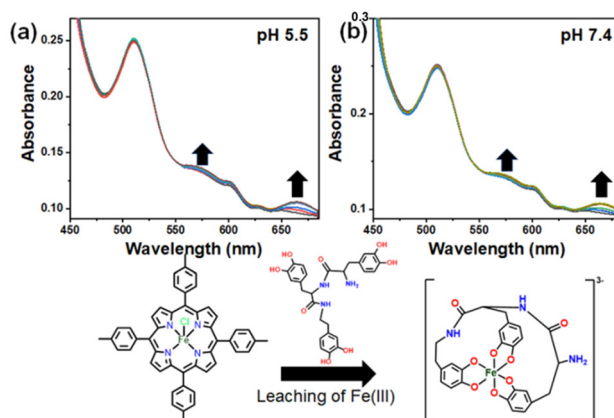 (a)
pH 5.5
0.25
0.20
0.15
0.10
Absorbance
450
500
550
600
650
Wavelength (nm)
(b)
pH 7.4
0.3
0.2
0.1
Absorbance
450
500
550
600
650
Wavelength (nm)
Cl
N
N
Fe
N
N
HO
OH
HO
O
NH
O
NH
NH₂
OH
OH
HO
OH
Leaching of Fe(III)
3-
O
NH
NH
O
NH₂
O
O
O
Fe
O
O
O